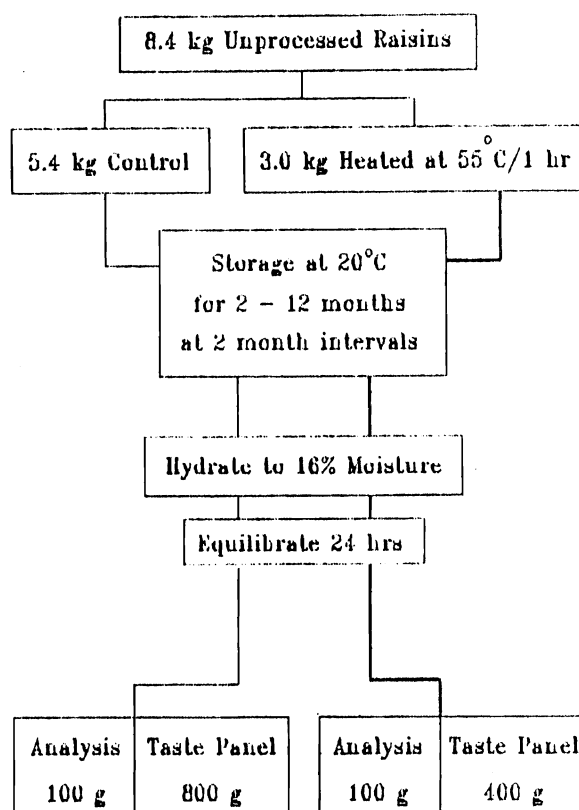 8.4 kg Unprocessed Raisins
5.4 kg Control
3.0 kg Heated at 55°C/1 hr
Storage at 20°C
for 2 - 12 months
at 2 month intervals
Hydrate to 16% Moisture
Equilibrate 24 hrs
Analysis
100 g
Taste Panel
800 g
Analysis
100 g
Taste Panel
400 g